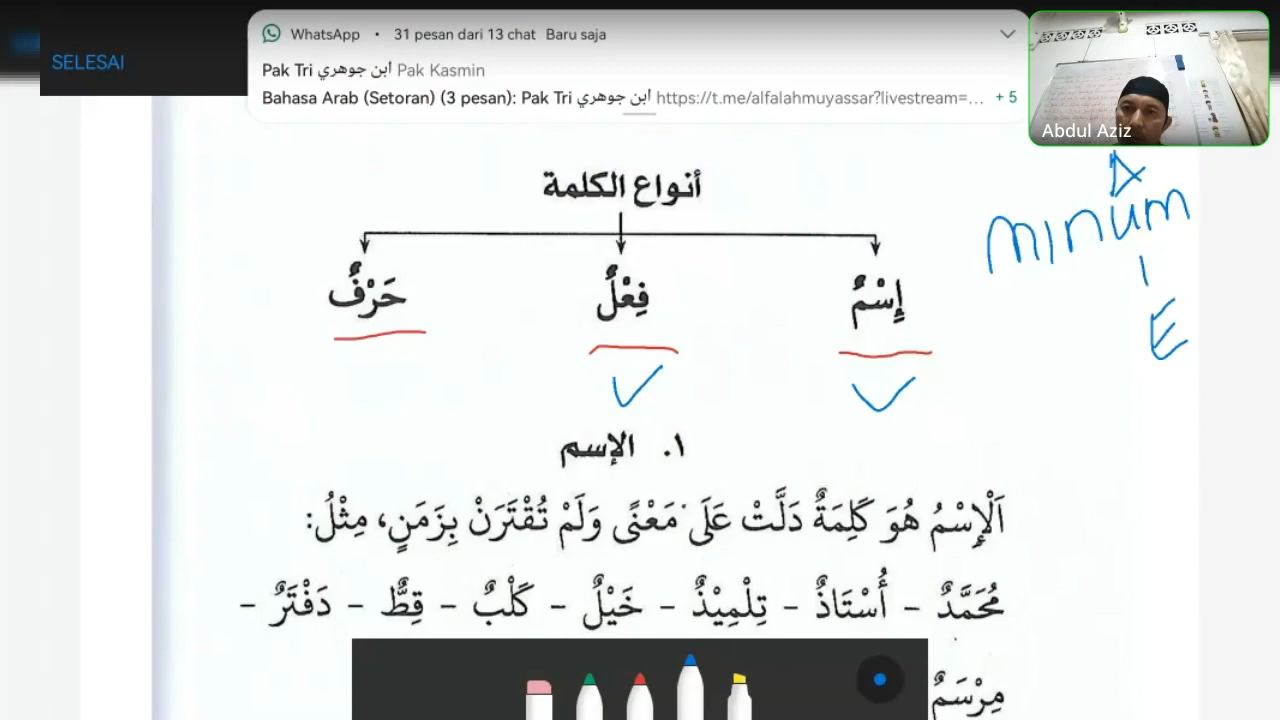 SELESAI
WhatsApp • 31 pesan dari 13 chat Baru saja
Pak Tri ابن جوهري Pak Kasmin
Bahasa Arab (Setoran) (3 pesan): Pak Tri ابن جوهري https://t.me/alfalahmuyassar?livestream=... + 5
Abdul Aziz
A
minum
I
E
أنواع الكلمة
إِسْمٌ فِعْلٌ حَرْفٌ
١. الإسم
اَلْإِسْمُ هُوَ كَلِمَةٌ دَلَّتْ عَلَى مَعْنًى وَلَمْ تُقْتَرَنْ بِزَمَنٍ، مِثْلُ:
مُحَمَّدٌ - أُسْتَاذٌ - تِلْمِيْذٌ - خَيْلٌ - كَلْبٌ - قِطٌّ - دَفْتَرٌ -
مِرْسَمٌ